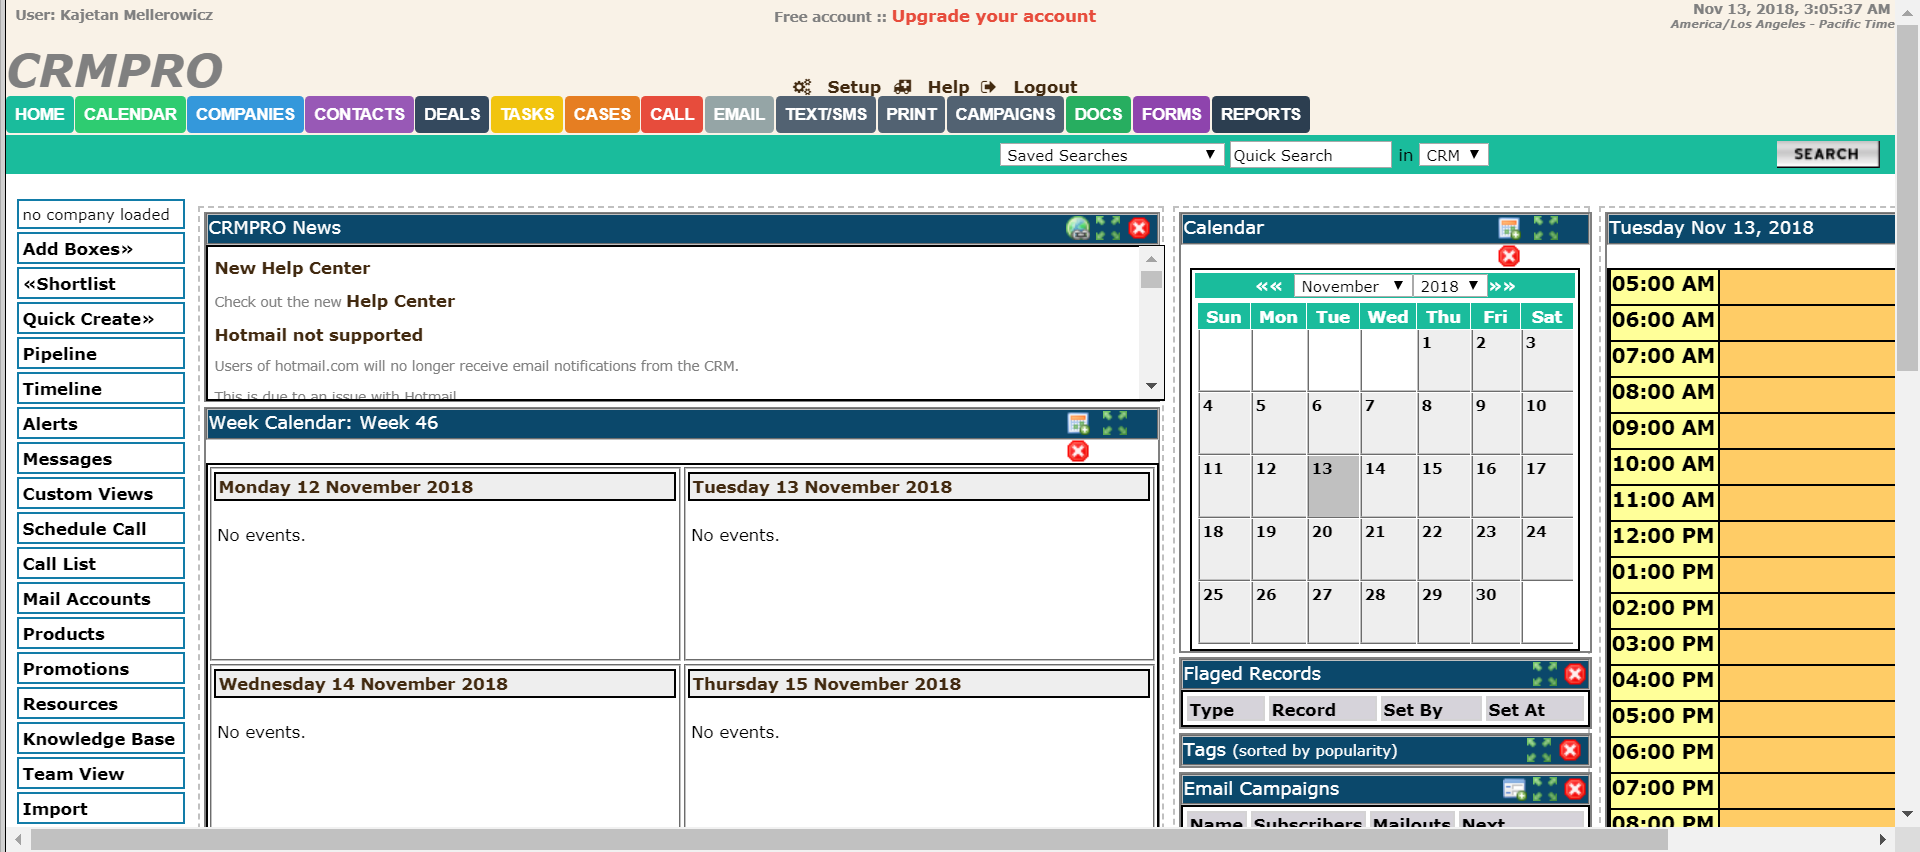 User: Kajetan Mellerowicz
Free account :: Upgrade your account
Nov 13, 2018, 3:05:37 AM
America/Los Angeles - Pacific Time
CRMPRO
Setup Help Logout
HOME CALENDAR COMPANIES CONTACTS DEALS TASKS CASES CALL EMAIL TEXT/SMS PRINT CAMPAIGNS DOCS FORMS REPORTS
Saved Searches Quick Search in CRM SEARCH
no company loaded
Add Boxes»
«Shortlist
Quick Create»
Pipeline
Timeline
Alerts
Messages
Custom Views
Schedule Call
Call List
Mail Accounts
Products
Promotions
Resources
Knowledge Base
Team View
Import
CRMPRO News
New Help Center
Check out the new Help Center
Hotmail not supported
Users of hotmail.com will no longer receive email notifications from the CRM.
This is due to an issue with Hotmail
Week Calendar: Week 46
Monday 12 November 2018
No events.
Tuesday 13 November 2018
No events.
Wednesday 14 November 2018
No events.
Thursday 15 November 2018
No events.
Calendar
«« November 2018 »»
Sun Mon Tue Wed Thu Fri Sat
1 2 3
4 5 6 7 8 9 10
11 12 13 14 15 16 17
18 19 20 21 22 23 24
25 26 27 28 29 30
Flaged Records
Type Record Set By Set At
Tags (sorted by popularity)
Email Campaigns
Name Subscribers Mailouts Next
Tuesday Nov 13, 2018
05:00 AM
06:00 AM
07:00 AM
08:00 AM
09:00 AM
10:00 AM
11:00 AM
12:00 PM
01:00 PM
02:00 PM
03:00 PM
04:00 PM
05:00 PM
06:00 PM
07:00 PM
08:00 PM